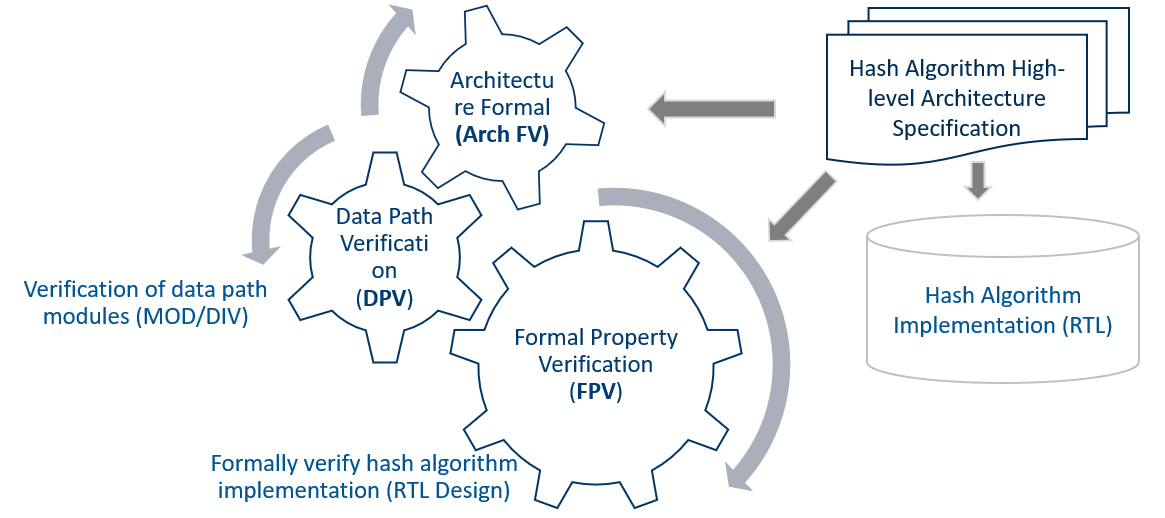 Architectu
re Formal
(Arch FV)
Hash Algorithm High-
level Architecture
Specification
Data Path
Verificati
on
(DPV)
Verification of data path
modules (MOD/DIV)
Hash Algorithm
Implementation (RTL)
Formal Property
Verification
(FPV)
Formally verify hash algorithm
implementation (RTL Design)